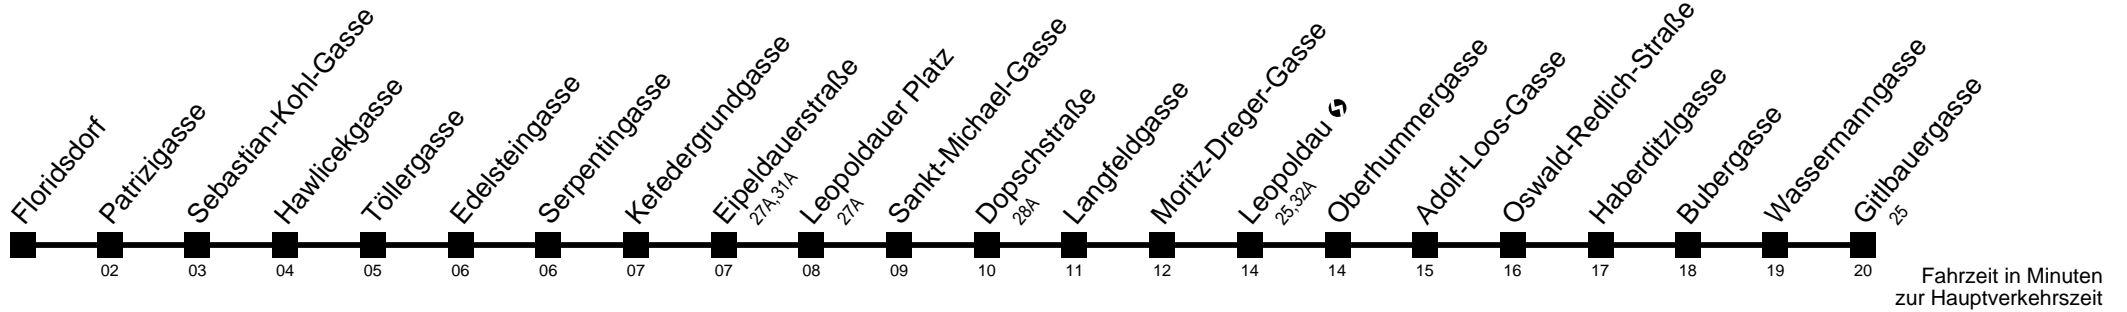 Floridsdorf
Patrizigasse
Sebastian-Kohl-Gasse
Hawlicekgasse
Töllergasse
Edelsteingasse
Serpentingasse
Kefedergrundgasse
Eipeldauerstraße
27A,31A
Leopoldauer Platz
27A
Sankt-Michael-Gasse
Dopschstraße
28A
Langfeldgasse
Moritz-Dreger-Gasse
Leopoldau
25,32A
Oberhummergasse
Adolf-Loos-Gasse
Oswald-Redlich-Straße
Haberditzlgasse
Bubergasse
Wassermanngasse
Gitlbauergasse
25
02 03 04 05 06 06 07 07 08 09 10 11 12 14 14 15 16 17 18 19 20
Fahrzeit in Minuten
zur Hauptverkehrszeit